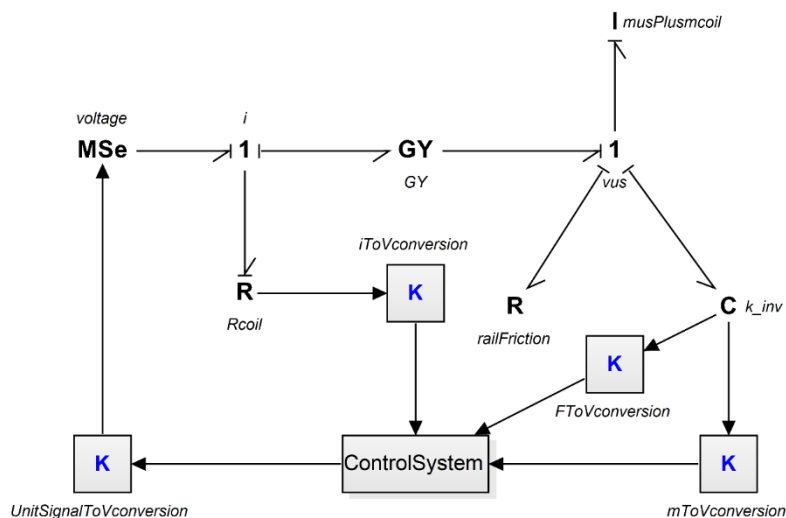 I musPlusmcoil
voltage
i
MSe
1
GY
1
GY
vus
iToVconversion
R
K
R
C k_inv
Rcoil
railFriction
K
FToVconversion
K
ControlSystem
K
UnitSignalToVconversion
mToVconversion